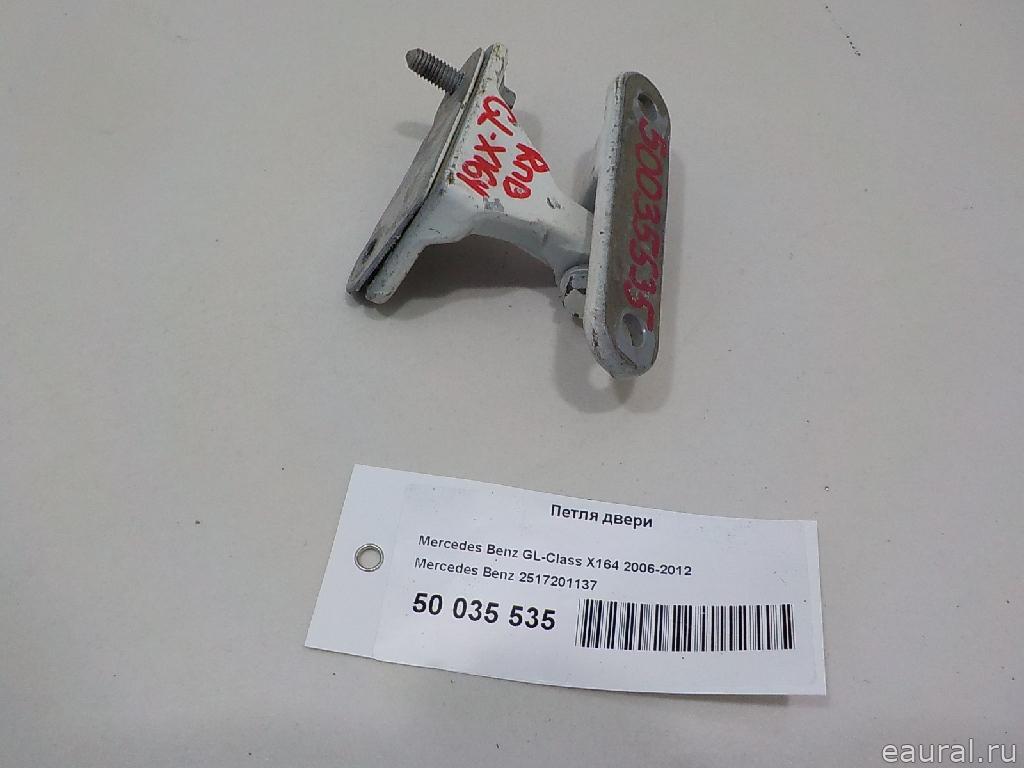 GL-X164
RПD
50035535
Петля двери
Mercedes Benz GL-Class X164 2006-2012
Mercedes Benz 2517201137
50 035 535
eaural.ru